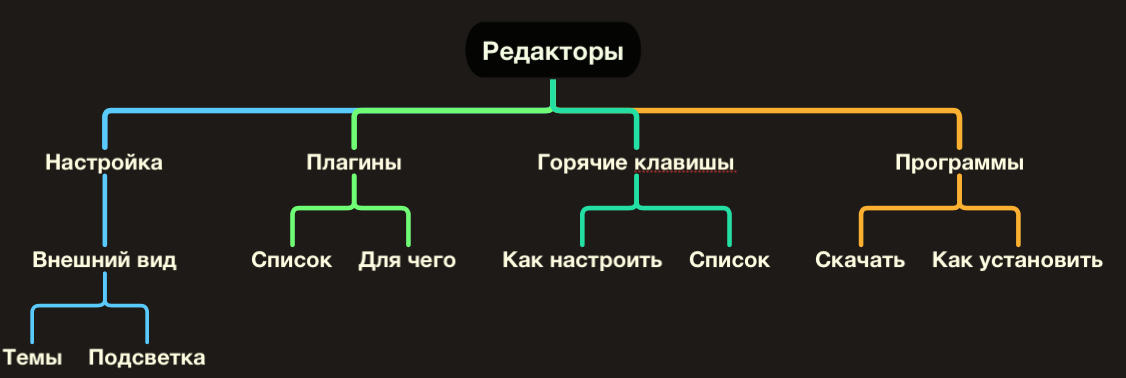 Редакторы
Настройка
Плагины
Горячие клавишы
Программы
Внешний вид
Список
Для чего
Как настроить
Список
Скачать
Как установить
Темы
Подсветка